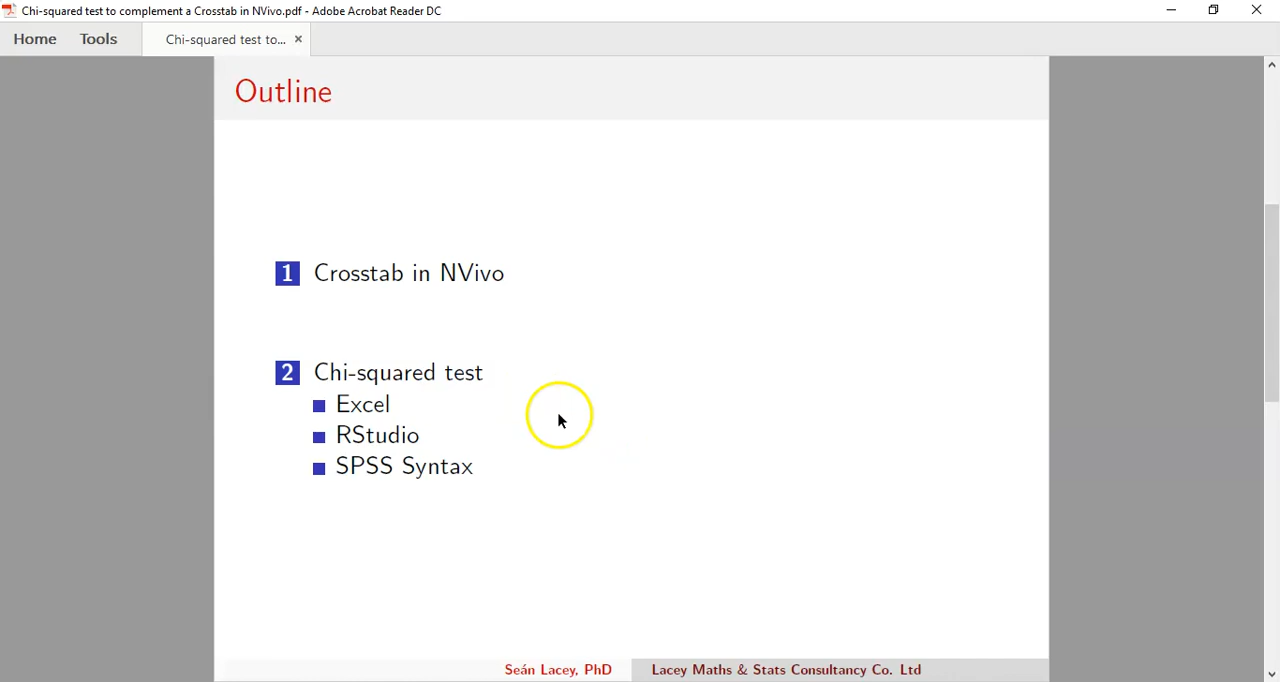 Chi-squared test to complement a Crosstab in NVivo.pdf - Adobe Acrobat Reader DC
Home Tools Chi-squared test to... ×
Outline
1 Crosstab in NVivo
2 Chi-squared test
Excel
RStudio
SPSS Syntax
Seán Lacey, PhD Lacey Maths & Stats Consultancy Co. Ltd